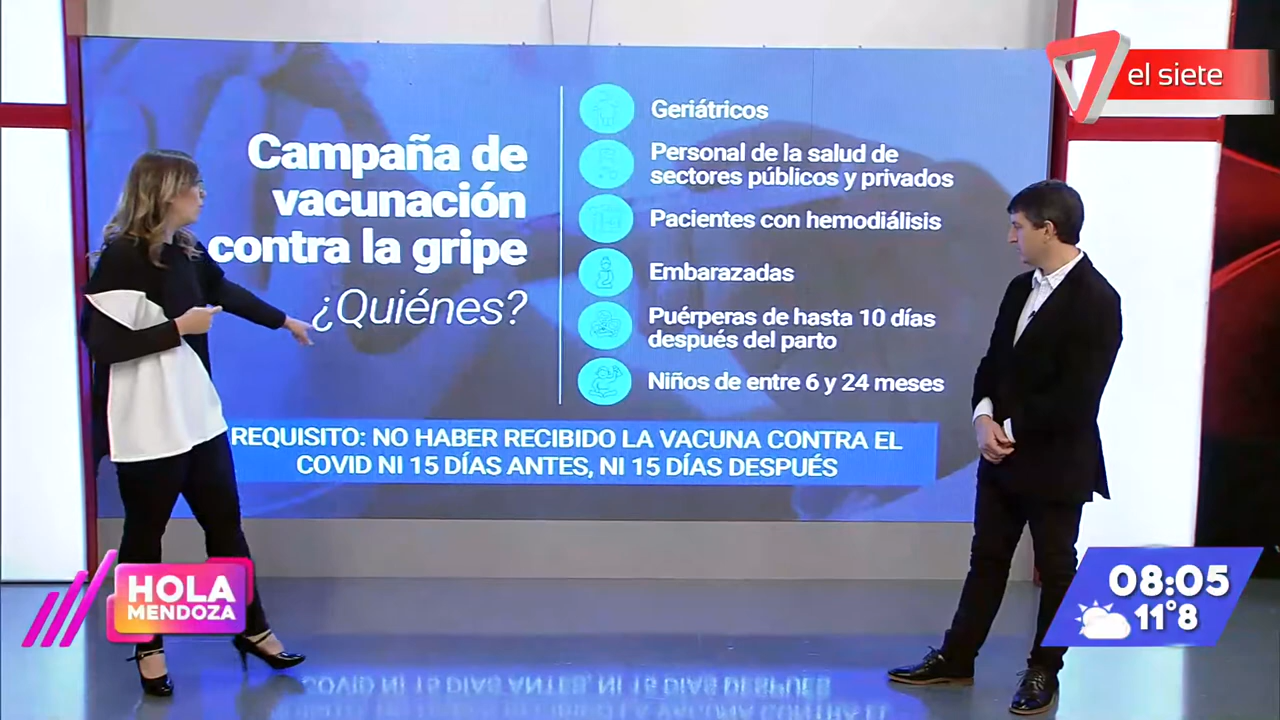 Campaña de
vacunación
contra la gripe
¿Quiénes?
Geriátricos
Personal de la salud de
sectores públicos y privados
Pacientes con hemodiálisis
Embarazadas
Puérperas de hasta 10 días
después del parto
Niños de entre 6 y 24 meses
REQUISITO: NO HABER RECIBIDO LA VACUNA CONTRA EL
COVID NI 15 DÍAS ANTES, NI 15 DÍAS DESPUÉS
7 el siete
HOLA
MENDOZA
08:05
11°8